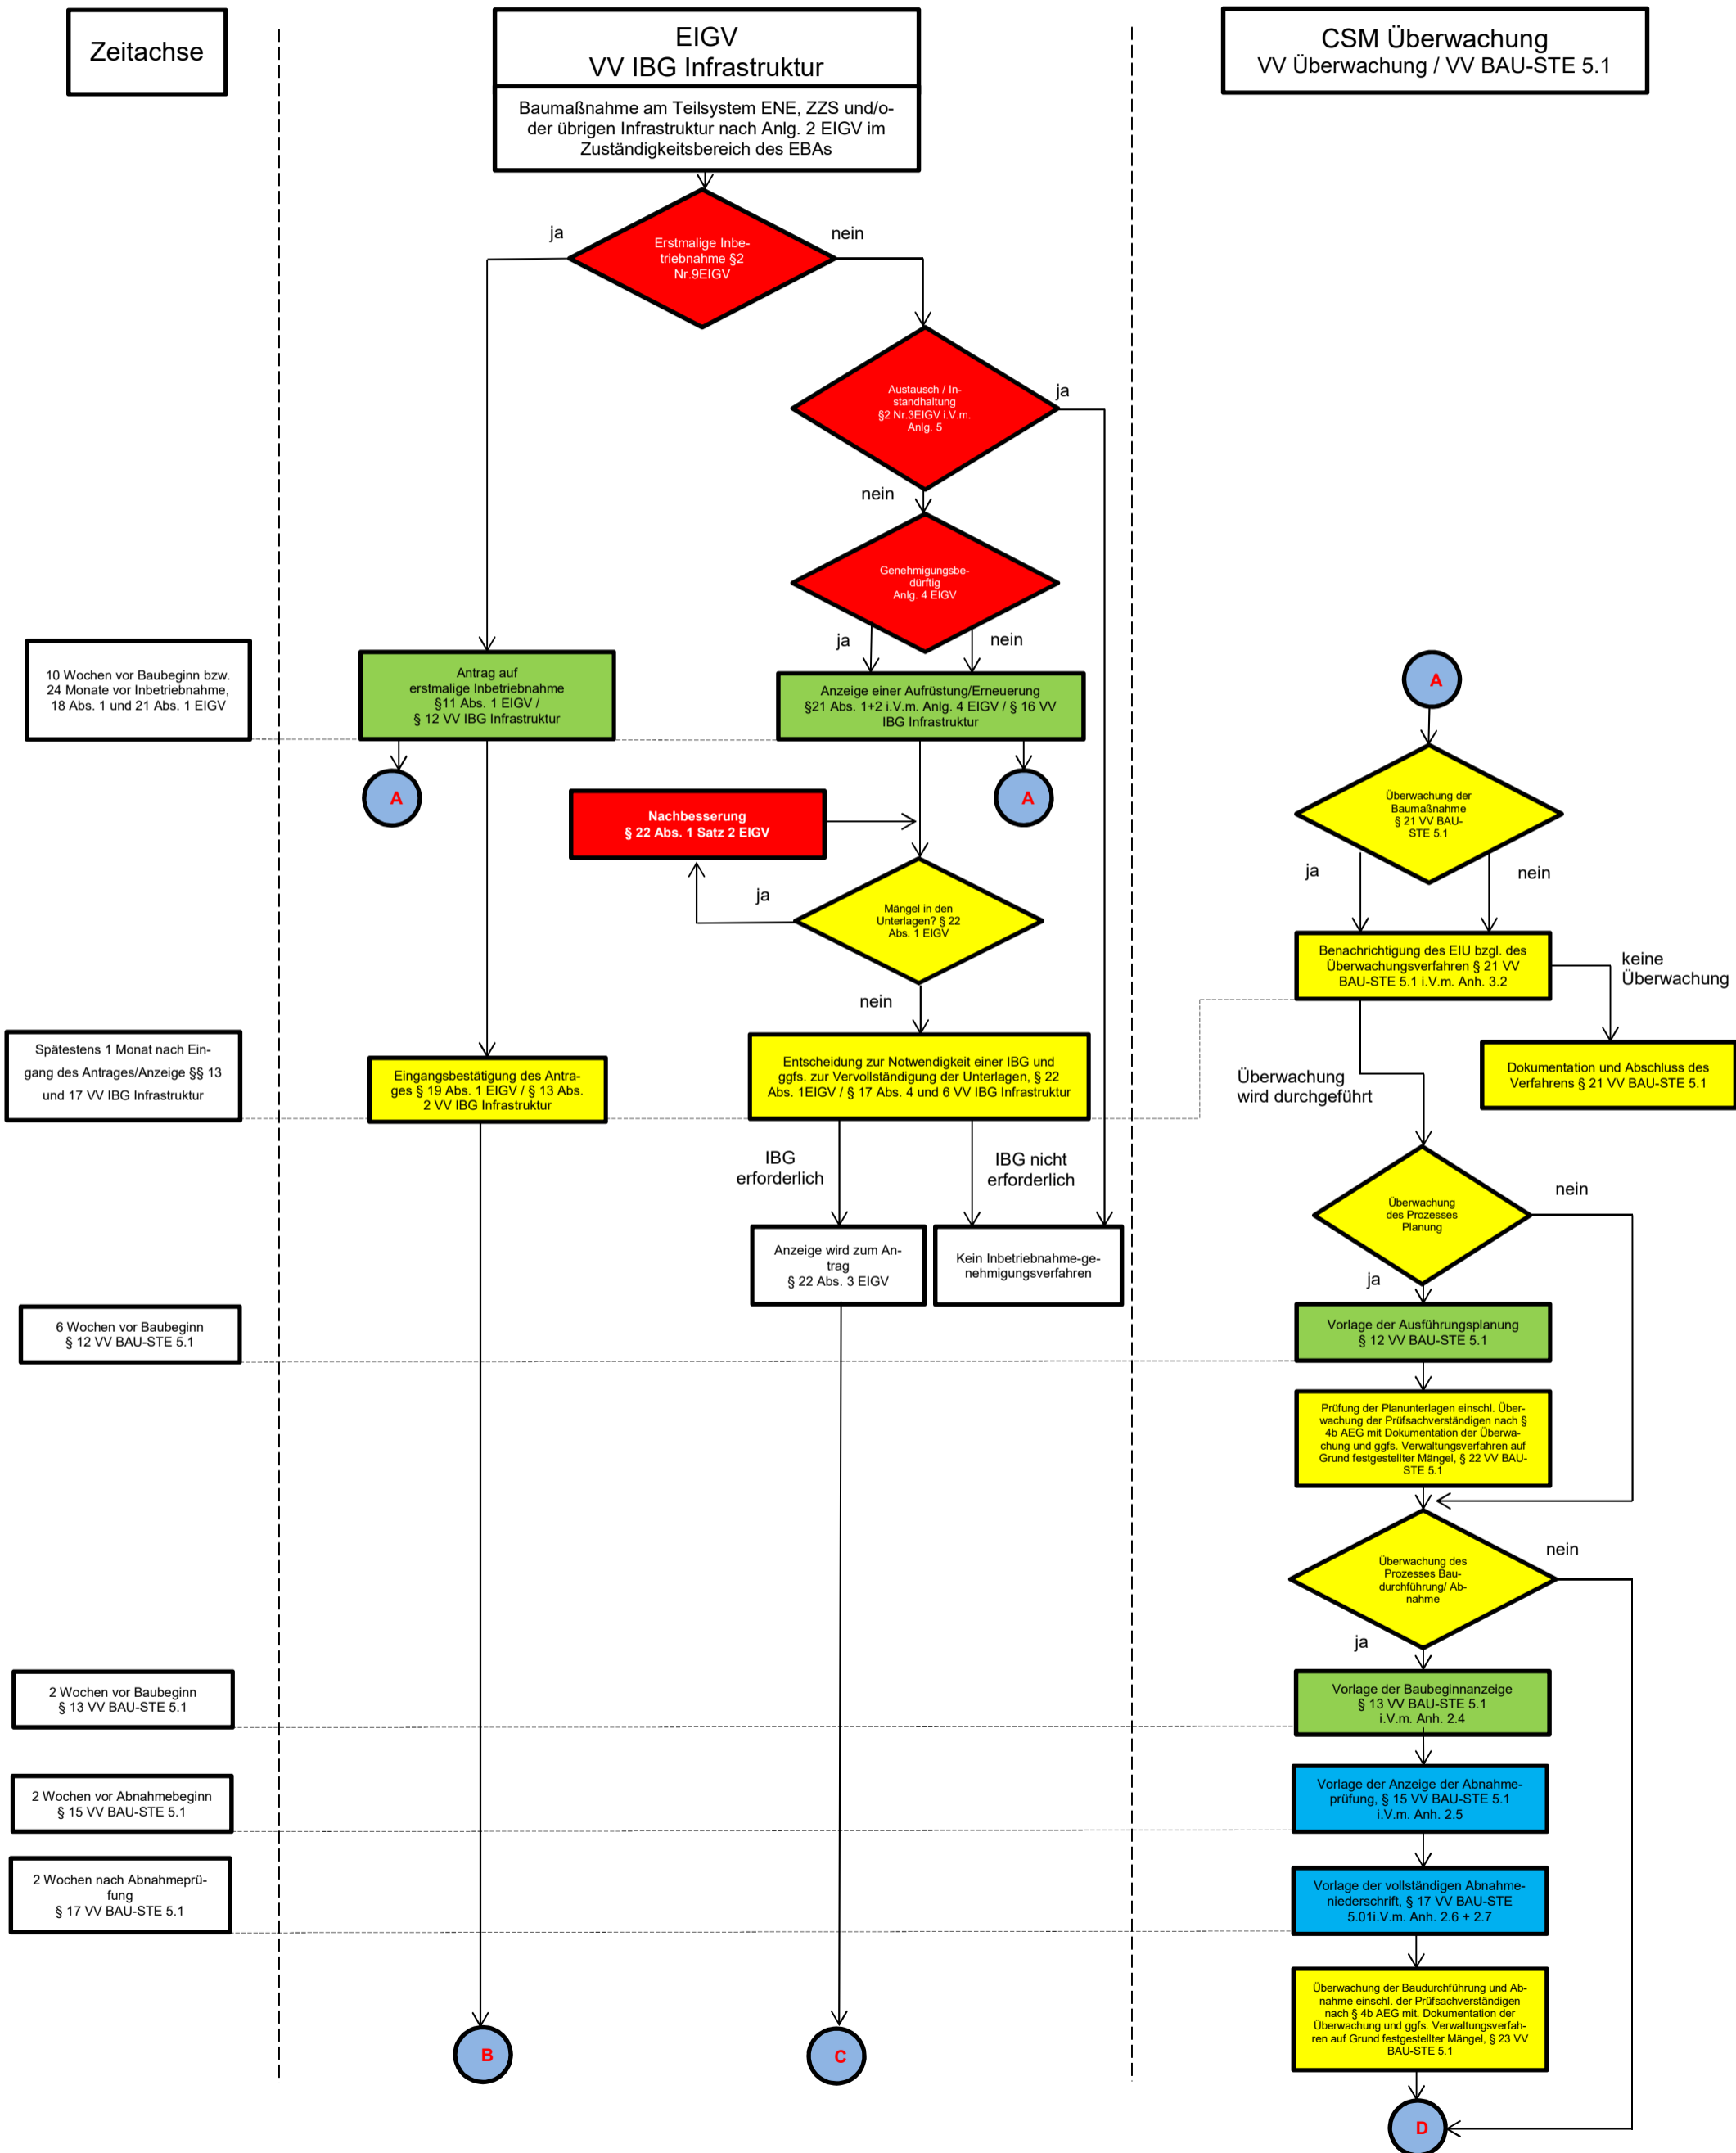 Zeitachse
EIGV
VV IBG Infrastruktur
Baumaßnahme am Teilsystem ENE, ZZS und/o-
der übrigen Infrastruktur nach Anlg. 2 EIGV im
Zuständigkeitsbereich des EBAs
CSM Überwachung
VV Überwachung / VV BAU-STE 5.1
ja
nein
Erstmalige Inbe-
triebnahme §2
Nr.9EIGV
Austausch / In-
standhaltung
§2 Nr.3EIGV i.V.m.
Anlg. 5
ja
nein
Genehmigungsbe-
dürftig
Anlg. 4 EIGV
ja
nein
10 Wochen vor Baubeginn bzw.
24 Monate vor Inbetriebnahme,
18 Abs. 1 und 21 Abs. 1 EIGV
Antrag auf
erstmalige Inbetriebnahme
§11 Abs. 1 EIGV /
§ 12 VV IBG Infrastruktur
Anzeige einer Aufrüstung/Erneuerung
§21 Abs. 1+2 i.V.m. Anlg. 4 EIGV / § 16 VV
IBG Infrastruktur
A
A
A
Nachbesserung
§ 22 Abs. 1 Satz 2 EIGV
Überwachung der
Baumaßnahme
§ 21 VV BAU-
STE 5.1
ja
nein
ja
Mängel in den
Unterlagen? § 22
Abs. 1 EIGV
nein
Benachrichtigung des EIU bzgl. des
Überwachungsverfahren § 21 VV
BAU-STE 5.1 i.V.m. Anh. 3.2
keine
Überwachung
Spätestens 1 Monat nach Ein-
gang des Antrages/Anzeige §§ 13
und 17 VV IBG Infrastruktur
Eingangsbestätigung des Antra-
ges § 19 Abs. 1 EIGV / § 13 Abs.
2 VV IBG Infrastruktur
Entscheidung zur Notwendigkeit einer IBG und
ggfs. zur Vervollständigung der Unterlagen, § 22
Abs. 1EIGV / § 17 Abs. 4 und 6 VV IBG Infrastruktur
Überwachung
wird durchgeführt
Dokumentation und Abschluss des
Verfahrens § 21 VV BAU-STE 5.1
IBG
erforderlich
IBG nicht
erforderlich
Anzeige wird zum An-
trag
§ 22 Abs. 3 EIGV
Kein Inbetriebnahme-ge-
nehmigungsverfahren
Überwachung
des Prozesses
Planung
nein
ja
6 Wochen vor Baubeginn
§ 12 VV BAU-STE 5.1
Vorlage der Ausführungsplanung
§ 12 VV BAU-STE 5.1
Prüfung der Planunterlagen einschl. Über-
wachung der Prüfsachverständigen nach §
4b AEG mit Dokumentation der Überwa-
chung und ggfs. Verwaltungsverfahren auf
Grund festgestellter Mängel, § 22 VV BAU-
STE 5.1
Überwachung des
Prozesses Bau-
durchführung/ Ab-
nahme
nein
ja
2 Wochen vor Baubeginn
§ 13 VV BAU-STE 5.1
Vorlage der Baubeginnanzeige
§ 13 VV BAU-STE 5.1
i.V.m. Anh. 2.4
2 Wochen vor Abnahmebeginn
§ 15 VV BAU-STE 5.1
Vorlage der Anzeige der Abnahme-
prüfung, § 15 VV BAU-STE 5.1
i.V.m. Anh. 2.5
2 Wochen nach Abnahmeprü-
fung
§ 17 VV BAU-STE 5.1
Vorlage der vollständigen Abnahme-
niederschrift, § 17 VV BAU-STE
5.01i.V.m. Anh. 2.6 + 2.7
Überwachung der Baudurchführung und Ab-
nahme einschl. der Prüfsachverständigen
nach § 4b AEG mit. Dokumentation der
Überwachung und ggfs. Verwaltungsverfah-
ren auf Grund festgestellter Mängel, § 23 VV
BAU-STE 5.1
B
C
D